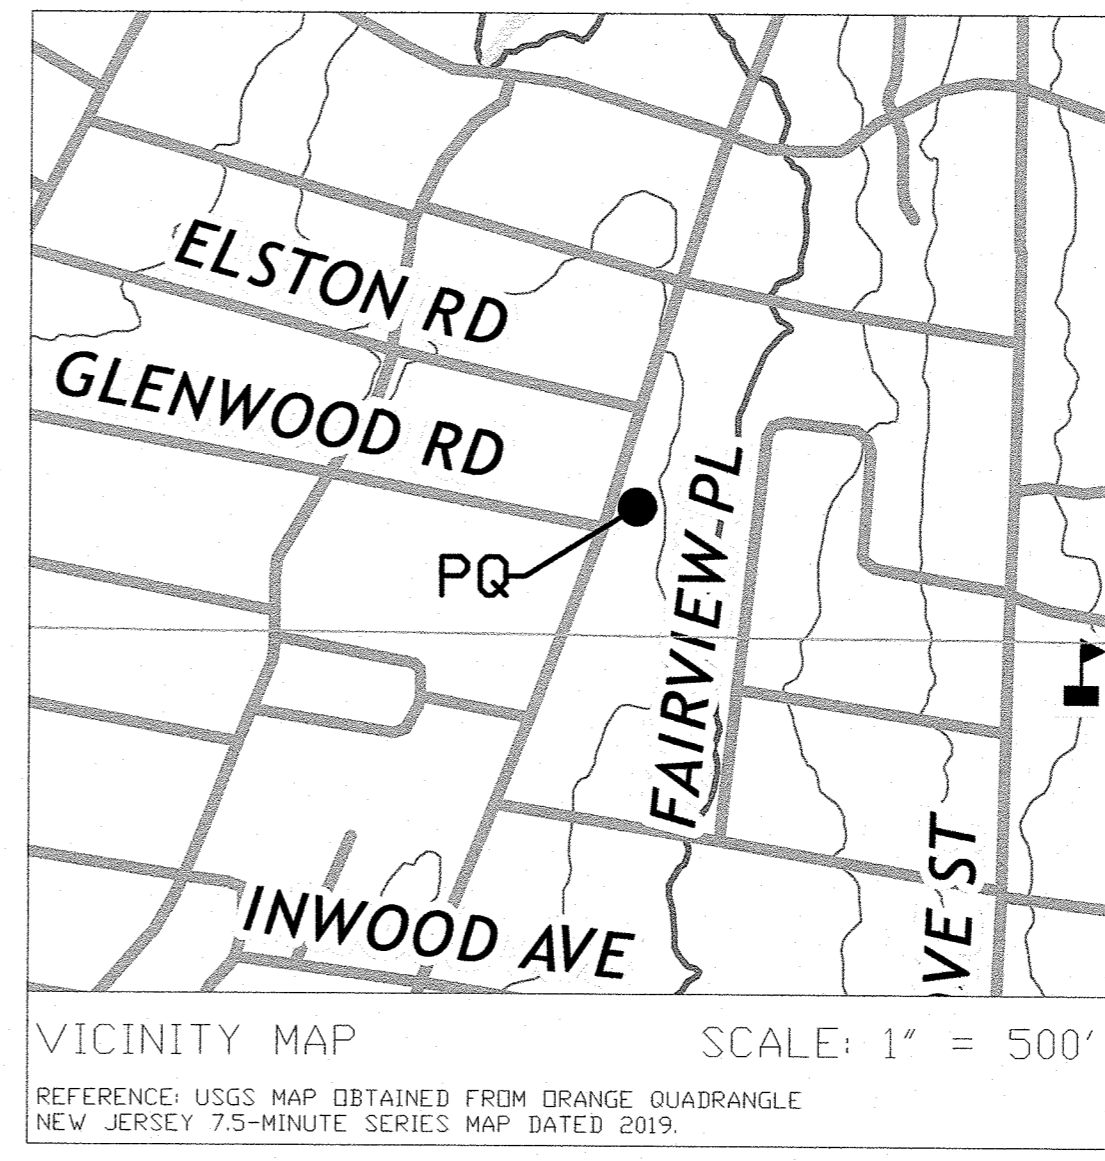 ELSTON RD
GLENWOOD RD
PQ
FAIRVIEW PL
VE ST
INWOOD AVE
VICINITY MAP
SCALE: 1" = 500'
REFERENCE: USGS MAP OBTAINED FROM ORANGE QUADRANGLE
NEW JERSEY 7.5-MINUTE SERIES MAP DATED 2019.